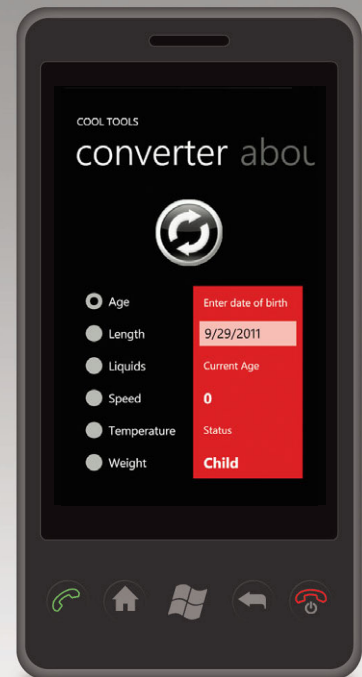 COOL TOOLS
converter abou
Age
Length
Liquids
Speed
Temperature
Weight
Enter date of birth
9/29/2011
Current Age
0
Status
Child